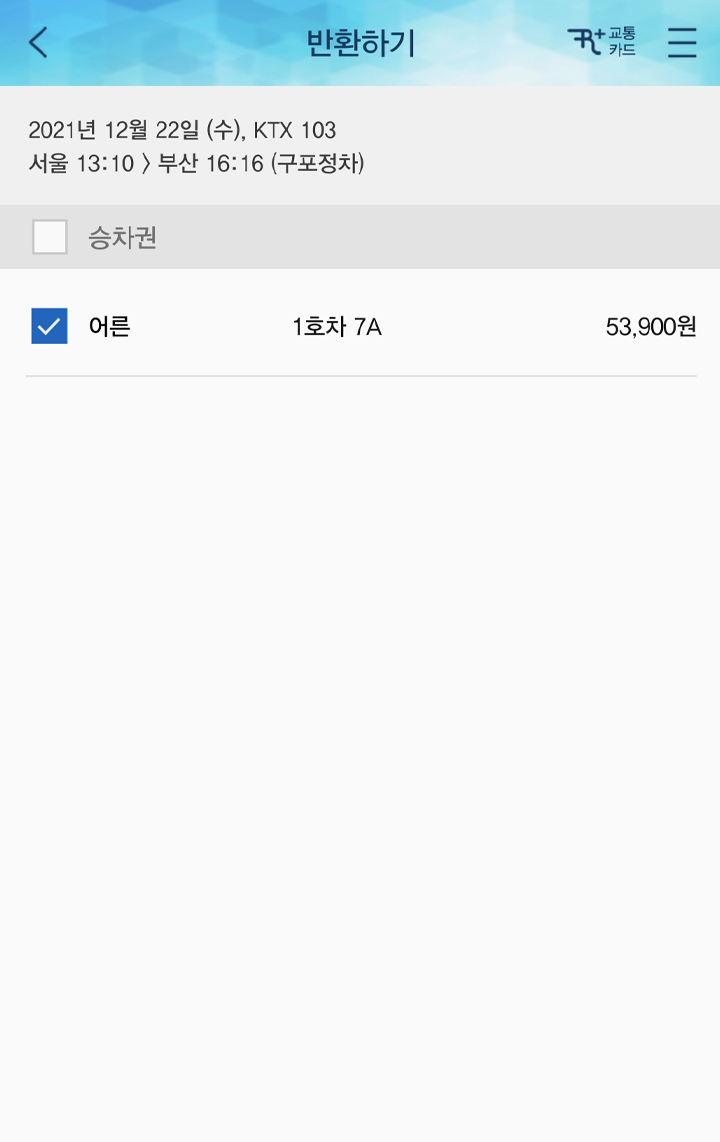 반환하기
R+ 교통
카드
2021년 12월 22일 (수), KTX 103
서울 13:10 > 부산 16:16 (구포정차)
승차권
어른 1호차 7A 53,900원